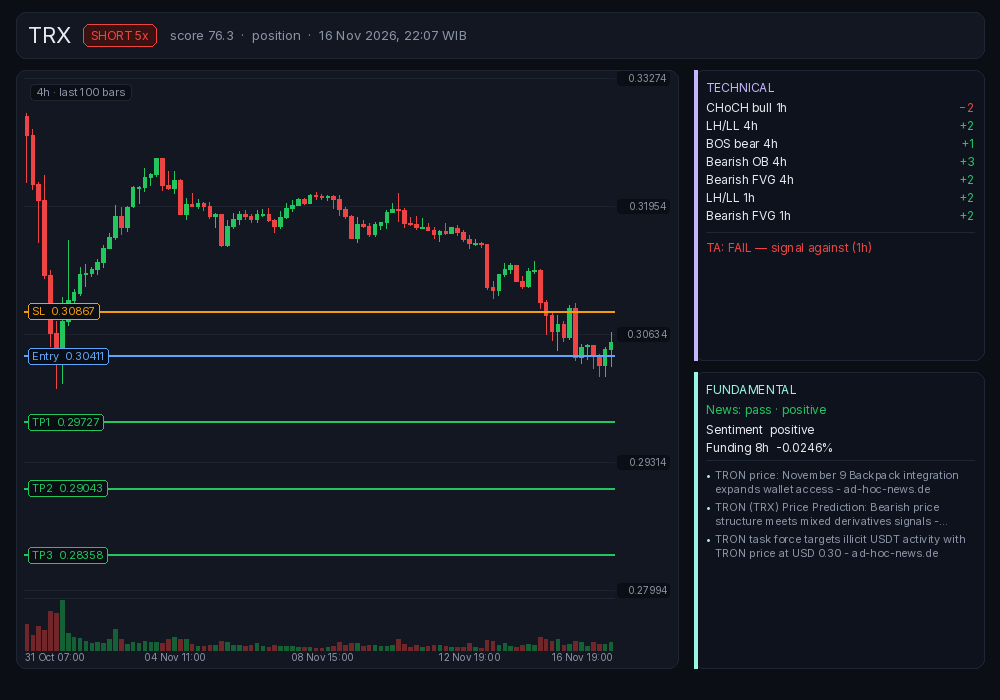 TRX SHORT 5x score 76.3 · position · 16 Nov 2026, 22:07 WIB
4h · last 100 bars
0.33274
0.31954
SL 0.30867
0.30634
Entry 0.30411
TP1 0.29727
0.29314
TP2 0.29043
TP3 0.28358
0.27994
31 Oct 07:00 04 Nov 11:00 08 Nov 15:00 12 Nov 19:00 16 Nov 19:00
TECHNICAL
CHoCH bull 1h −2
LH/LL 4h +2
BOS bear 4h +1
Bearish OB 4h +3
Bearish FVG 4h +2
LH/LL 1h +2
Bearish FVG 1h +2
TA: FAIL — signal against (1h)
FUNDAMENTAL
News: pass · positive
Sentiment positive
Funding 8h -0.0246%
• TRON price: November 9 Backpack integration
expands wallet access - ad-hoc-news.de
• TRON (TRX) Price Prediction: Bearish price
structure meets mixed derivatives signals -...
• TRON task force targets illicit USDT activity with
TRON price at USD 0.30 - ad-hoc-news.de